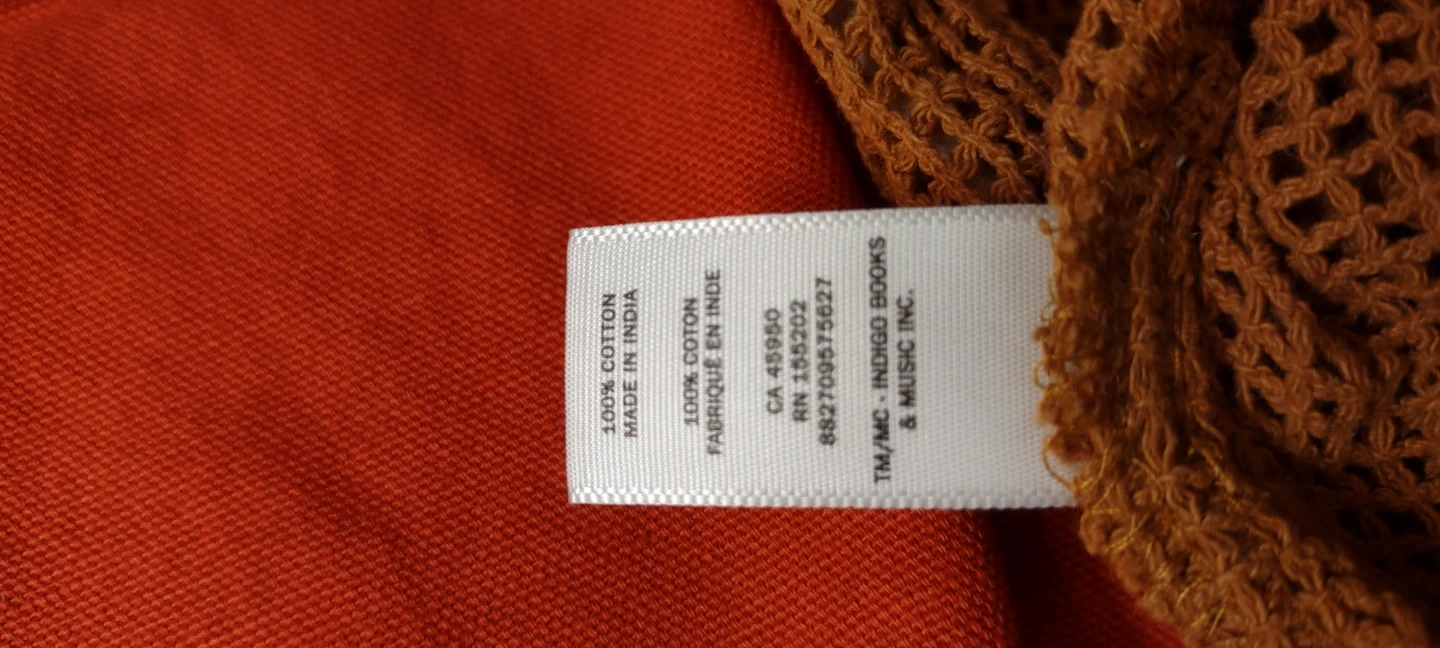 100% COTTON
MADE IN INDIA
100% COTON
FABRIQUÉ EN INDE
CA 45950
RN 155202
882709575627
TM/MC · INDIGO BOOKS
& MUSIC INC.